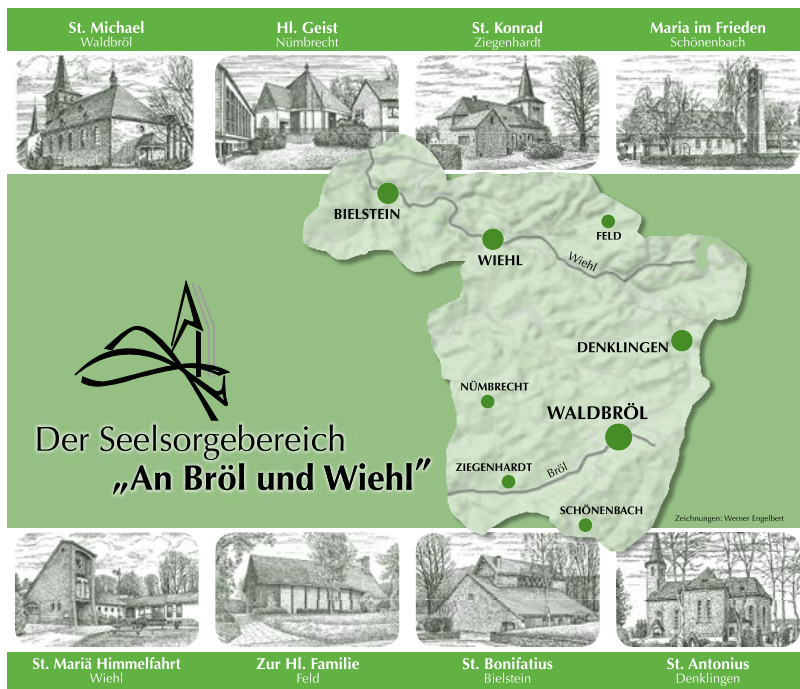 St. Michael
Waldbröl
Hl. Geist
Nümbrecht
St. Konrad
Ziegenhardt
Maria im Frieden
Schönenbach
BIELSTEIN
WIEHL
FELD
Wiehl
DENKLINGEN
NÜMBRECHT
WALDBRÖL
ZIEGENHARDT
Bröl
SCHÖNENBACH
Der Seelsorgebereich
„An Bröl und Wiehl”
Zeichnungen: Werner Engelbert
St. Mariä Himmelfahrt
Wiehl
Zur Hl. Familie
Feld
St. Bonifatius
Bielstein
St. Antonius
Denklingen